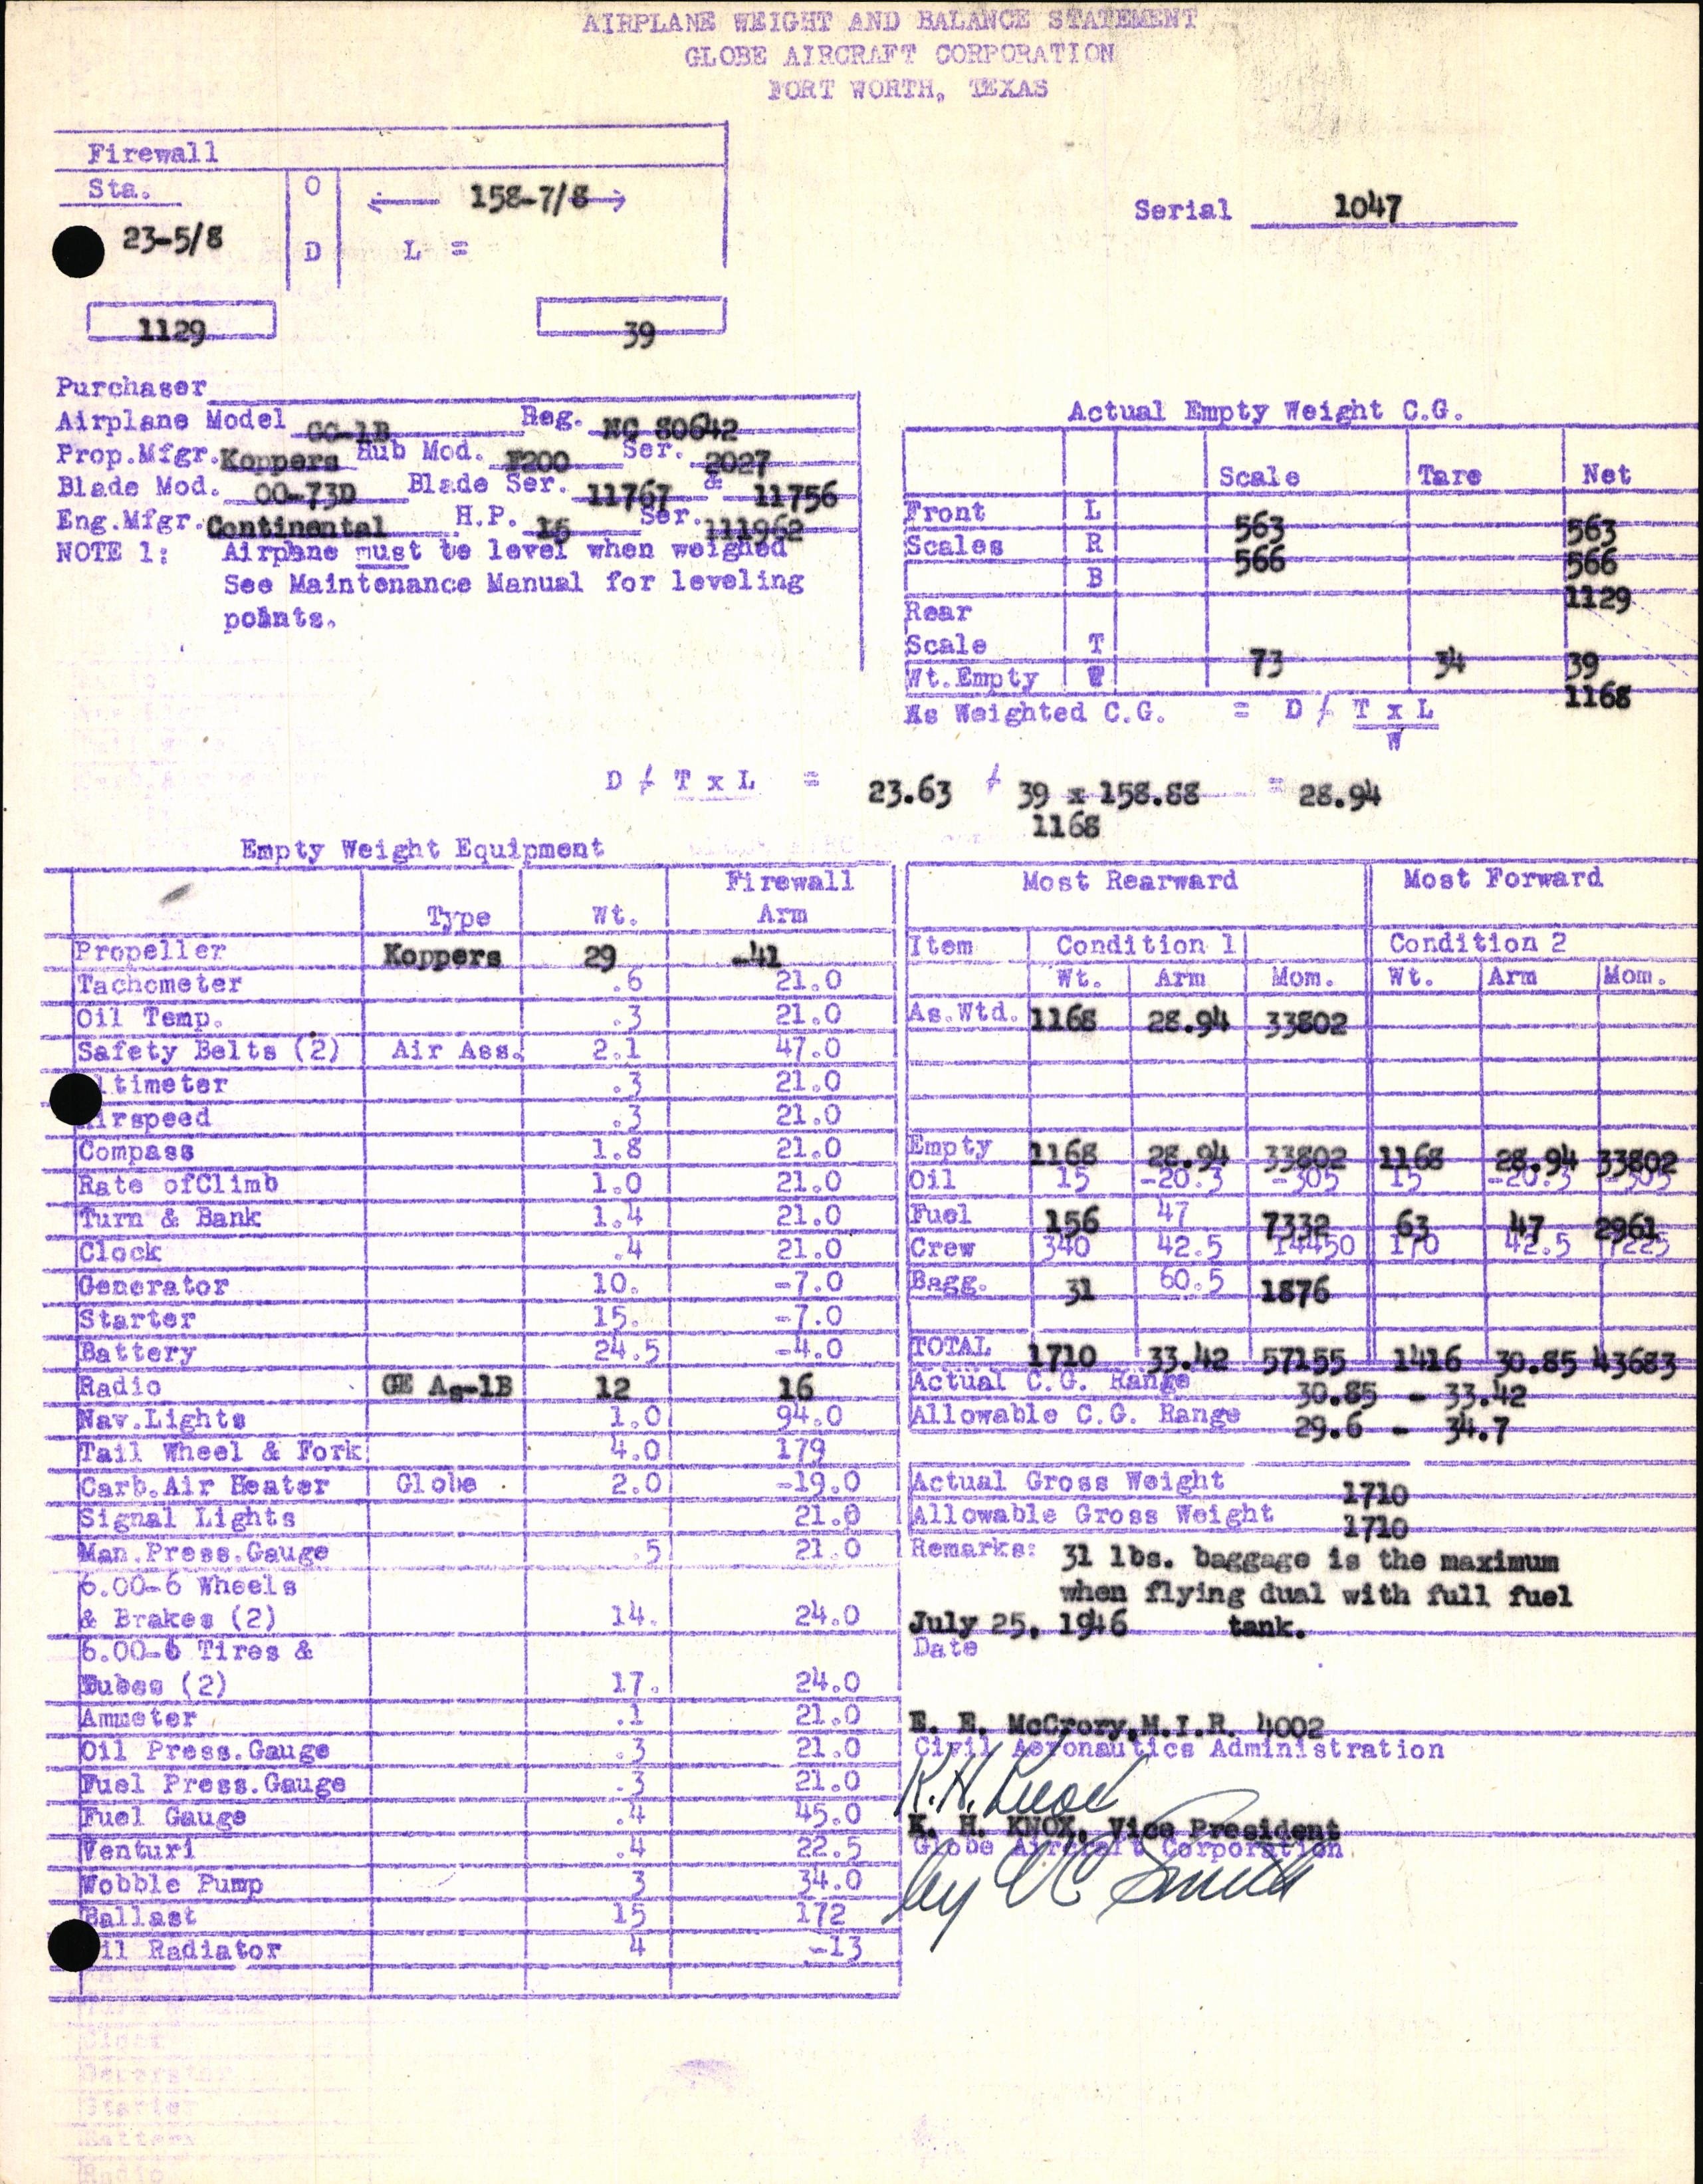 AIRPLANE WEIGHT AND BALANCE STATEMENT
GLOBE AIRCRAFT CORPORATION
FORT WORTH, TEXAS
Firewall
Sta. O ← 158-7/8 →
23-5/8 D L =
Serial 1047
1129 39
Purchaser
Airplane Model GC-1B Reg. NC 80642
Prop.Mfgr. Koppers Hub Mod. F200 Ser. 2027
Blade Mod. 00-73D Blade Ser. 11767 & 11756
Eng.Mfgr. Continental H.P. Ser. 111962
NOTE 1: Airplane must be level when weighed
See Maintenance Manual for leveling
points.
Actual Empty Weight C.G.
Scale Tare Net
Front L 563 563
Scales R 566 566
B 1129
Rear
Scale T 73 34 39
Wt.Empty W 1168
As Weighted C.G. = D / T x L
W
D / T x L = 23.63 / 39 x 158.88 = 28.94
1168
Empty Weight Equipment
Firewall
Type Wt. Arm
Propeller Koppers 29 -41
Tachometer .6 21.0
Oil Temp. .3 21.0
Safety Belts (2) Air Ass. 2.1 47.0
ltimeter .3 21.0
irspeed .3 21.0
Compass 1.8 21.0
Rate ofClimb 1.0 21.0
Turn & Bank 1.4 21.0
Clock .4 21.0
Generator 10. -7.0
Starter 15. -7.0
Battery 24.5 -4.0
Radio GE As-1B 12 16
Nav.Lights 1.0 94.0
Tail Wheel & Fork 4.0 179
Carb.Air Heater Globe 2.0 -19.0
Signal Lights 21.0
Man.Press.Gauge .5 21.0
6.00-6 Wheels
& Brakes (2) 14. 24.0
6.00-6 Tires &
Tubes (2) 17. 24.0
Ammeter .1 21.0
Oil Press.Gauge .3 21.0
Fuel Press.Gauge .3 21.0
Fuel Gauge .4 45.0
Venturi .4 22.5
Wobble Pump 3 34.0
Ballast 15 172
il Radiator 4 -13
Most Rearward Most Forward
Item Condition 1 Condition 2
Wt. Arm Mom. Wt. Arm Mom.
As.Wtd. 1168 28.94 33802
Empty 1168 28.94 33802 1168 28.94 33802
Oil 15 -20.3 -305 15 -20.3 -305
Fuel 156 47 7332 63 47 2961
Crew 340 42.5 14450 170 42.5 7225
Bagg. 31 60.5 1876
TOTAL 1710 33.42 57155 1416 30.85 43683
Actual C.G. Range 30.85 - 33.42
Allowable C.G. Range 29.6 - 34.7
Actual Gross Weight 1710
Allowable Gross Weight 1710
Remarks: 31 lbs. baggage is the maximum
when flying dual with full fuel
July 25, 1946 tank.
Date
E. E. McCrory,M.I.R. 4002
Civil Aeronautics Administration
K. H. KNOX, Vice President
Globe Aircraft Corporation
by Smith
Clock
Generator
Starter
Battery
Radio